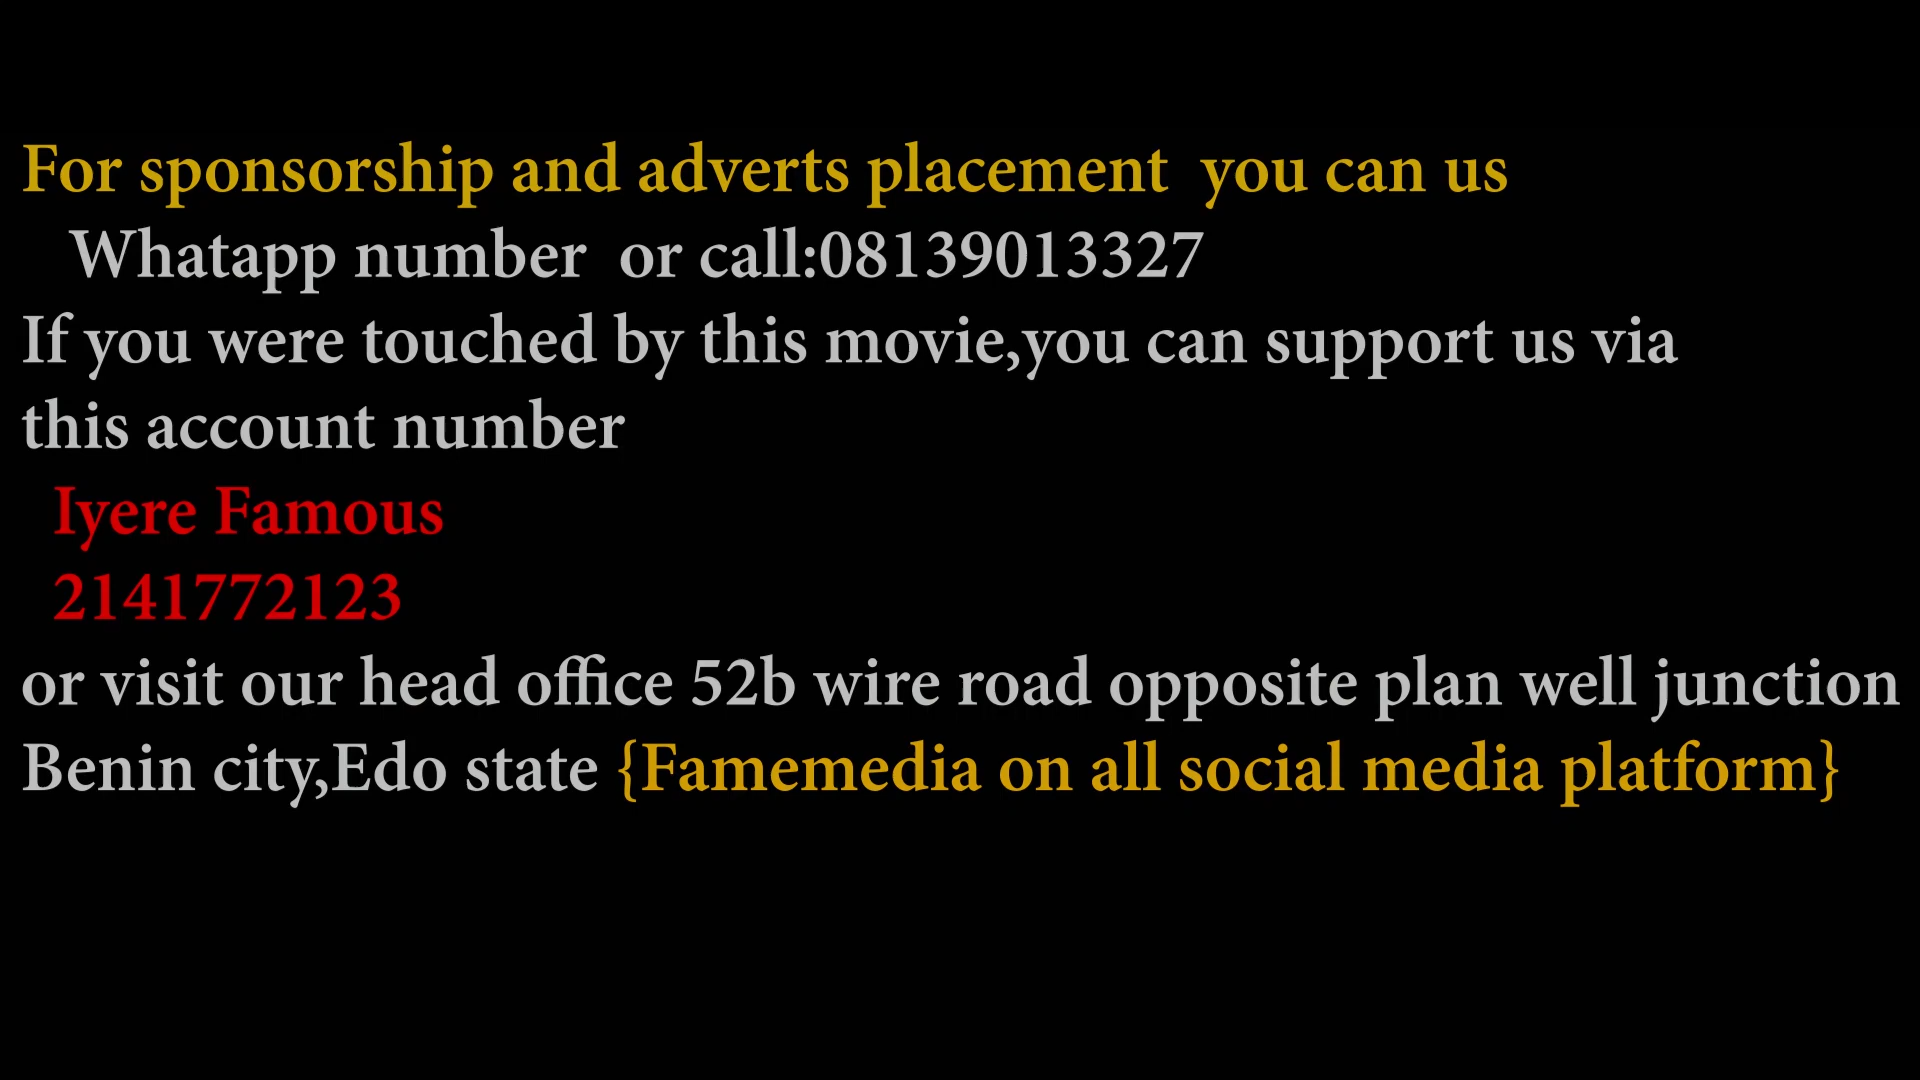 For sponsorship and adverts placement  you can us
Whatapp number  or call:08139013327
If you were touched by this movie,you can support us via
this account number
Iyere Famous
2141772123
or visit our head office 52b wire road opposite plan well junction
Benin city,Edo state {Famemedia on all social media platform}